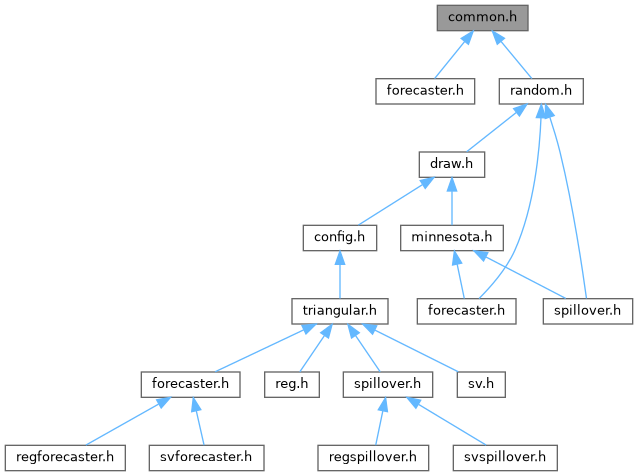 common.h
forecaster.h
random.h
draw.h
config.h
minnesota.h
triangular.h
forecaster.h
spillover.h
forecaster.h
reg.h
spillover.h
sv.h
regforecaster.h
svforecaster.h
regspillover.h
svspillover.h